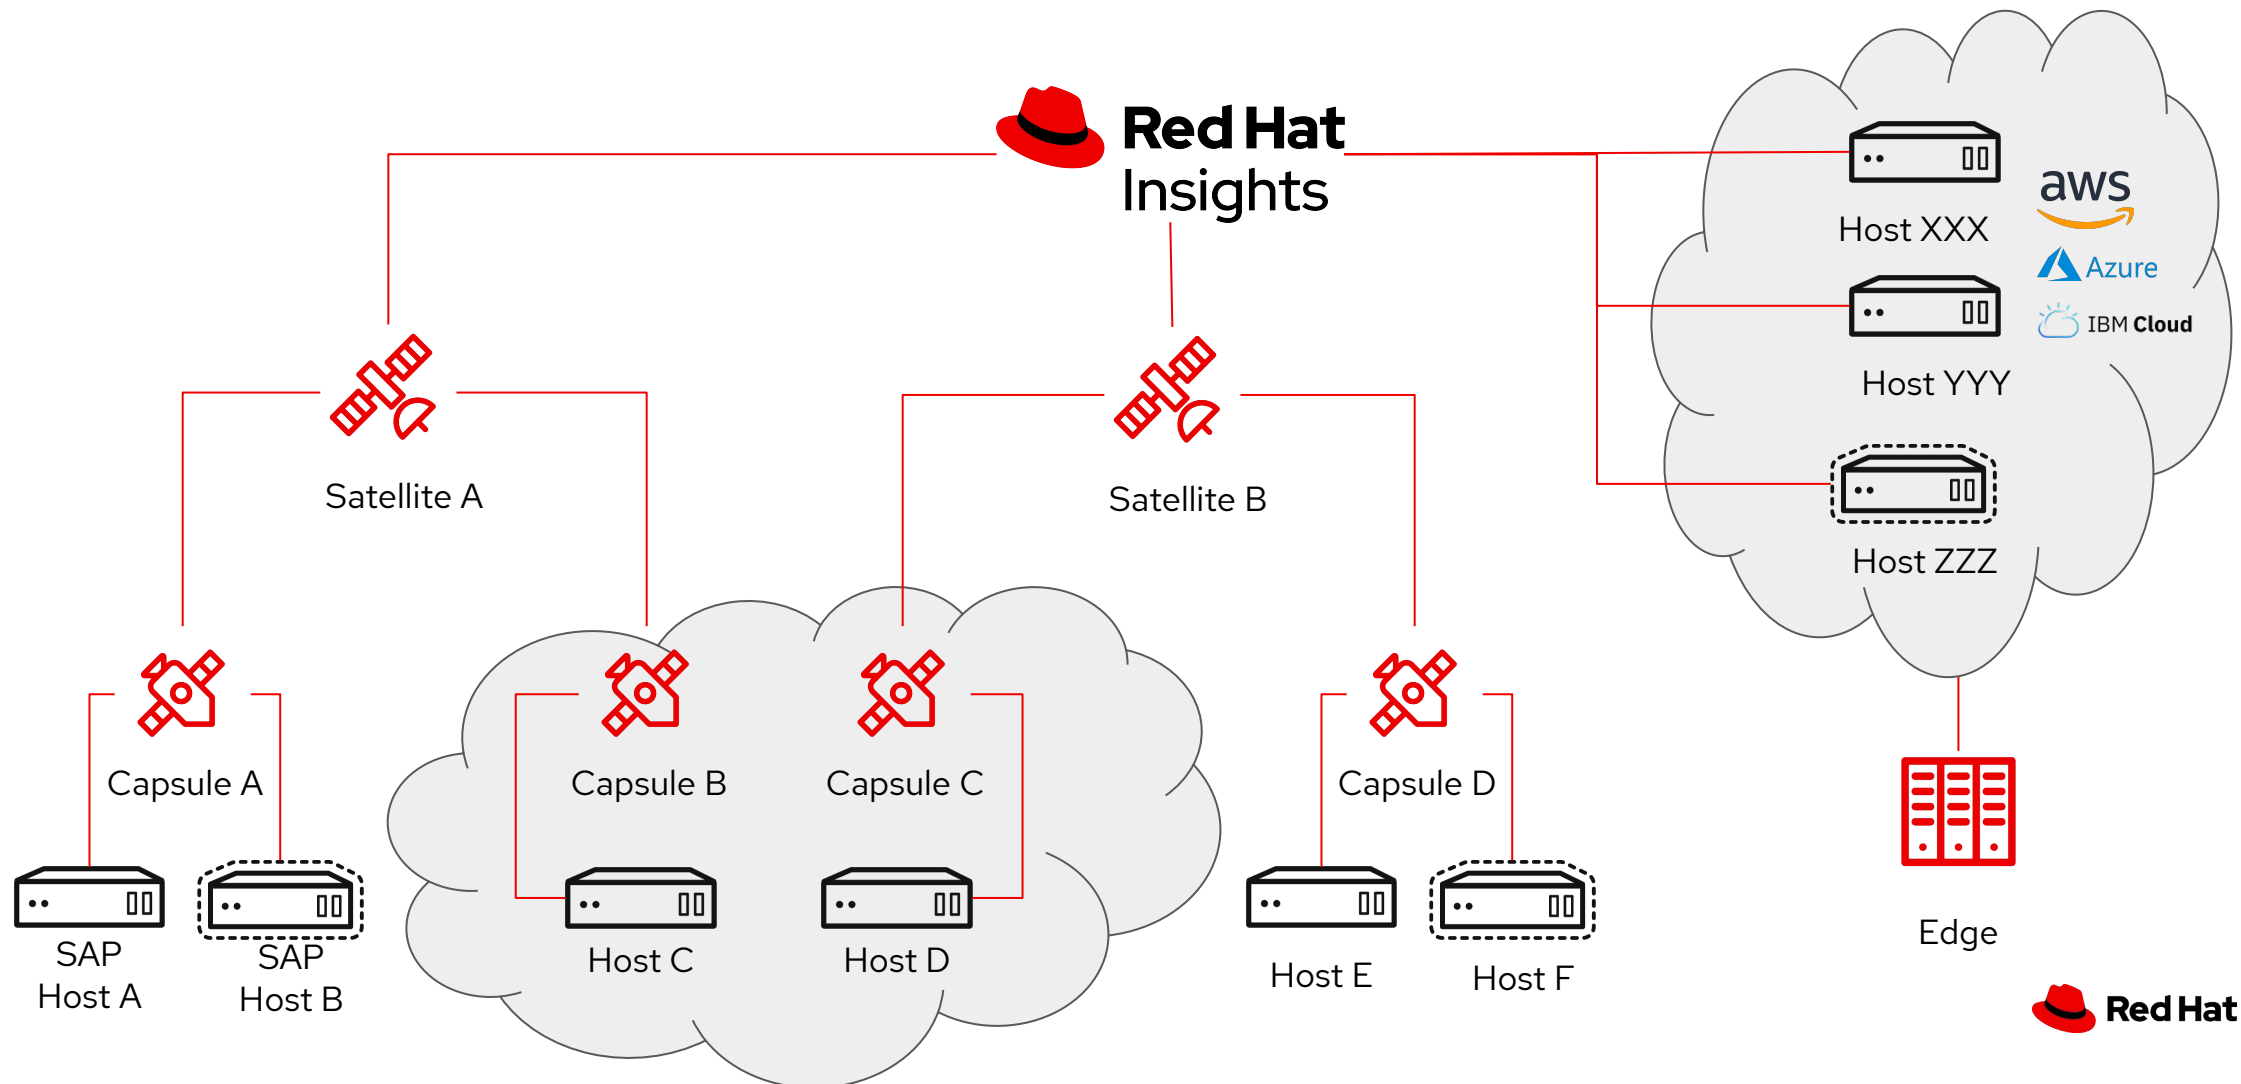 Red Hat
Insights
Host XXX
aws
Azure
IBM Cloud
Host YYY
Host ZZZ
Satellite A
Satellite B
Capsule A
Capsule B
Capsule C
Capsule D
SAP
Host A
SAP
Host B
Host C
Host D
Host E
Host F
Edge
Red Hat